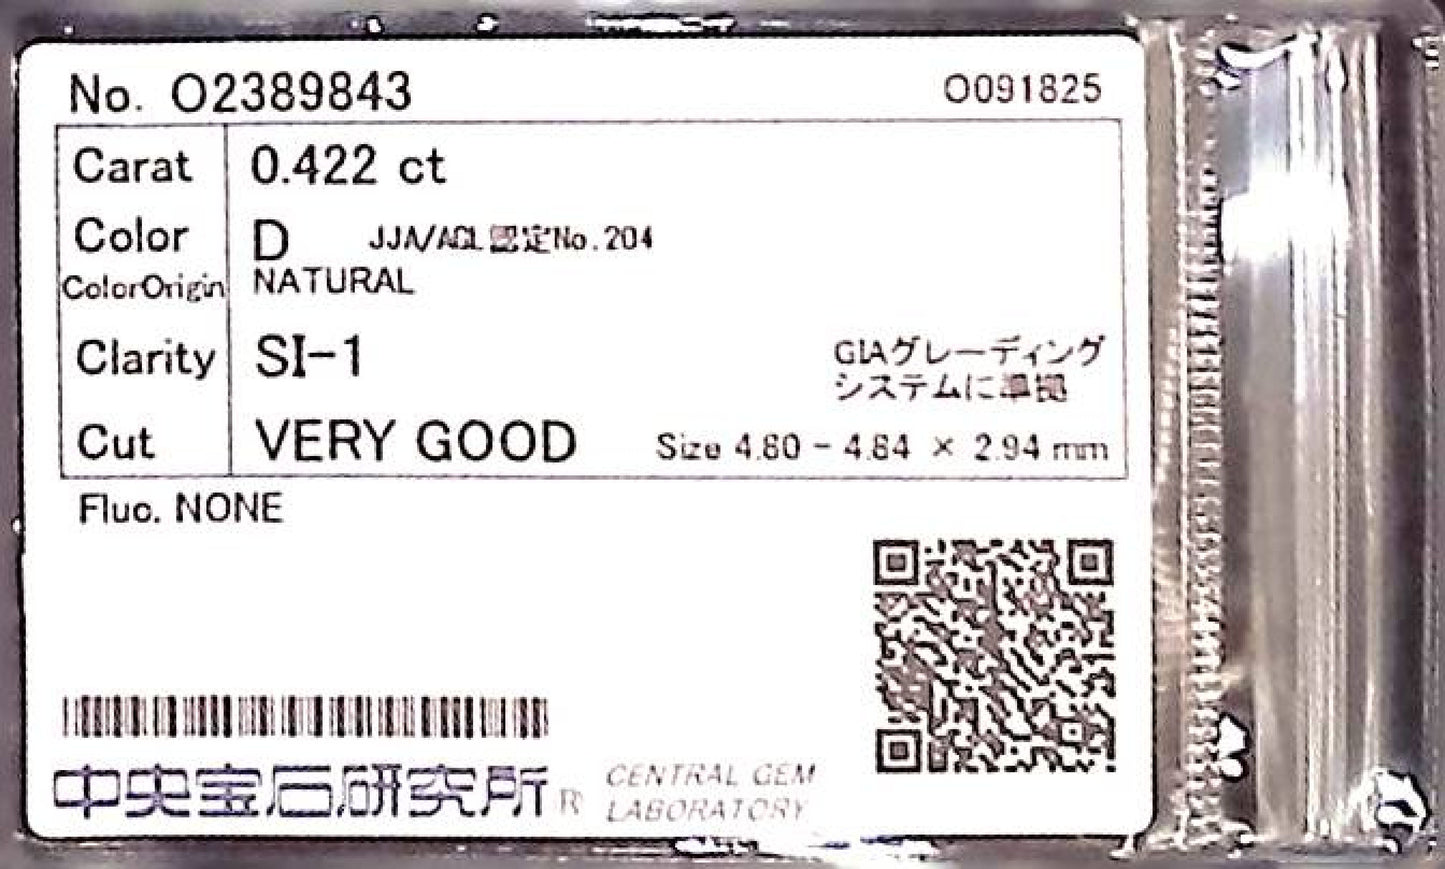 No. O2389843
O091825
Carat 0.422 ct
Color D JJA/AGL認定No.204
ColorOrigin NATURAL
Clarity SI-1
GIAグレーディング
システムに準拠
Cut VERY GOOD Size 4.80 - 4.84 × 2.94 mm
Fluo. NONE
中央宝石研究所® CENTRAL GEM
LABORATORY